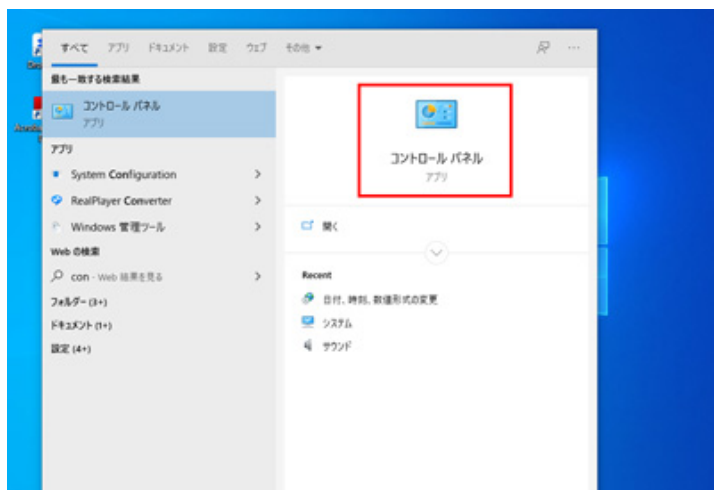 すべて アプリ ドキュメント 設定 ウェブ その他 ▾ ...
最も一致する検索結果
コントロール パネル
アプリ
コントロール パネル
アプリ
アプリ
System Configuration
RealPlayer Converter
Windows 管理ツール
Web の検索
con - Web 結果を見る
フォルダー (3+)
ドキュメント (1+)
設定 (4+)
開く
Recent
日付、時刻、数値形式の変更
システム
サウンド